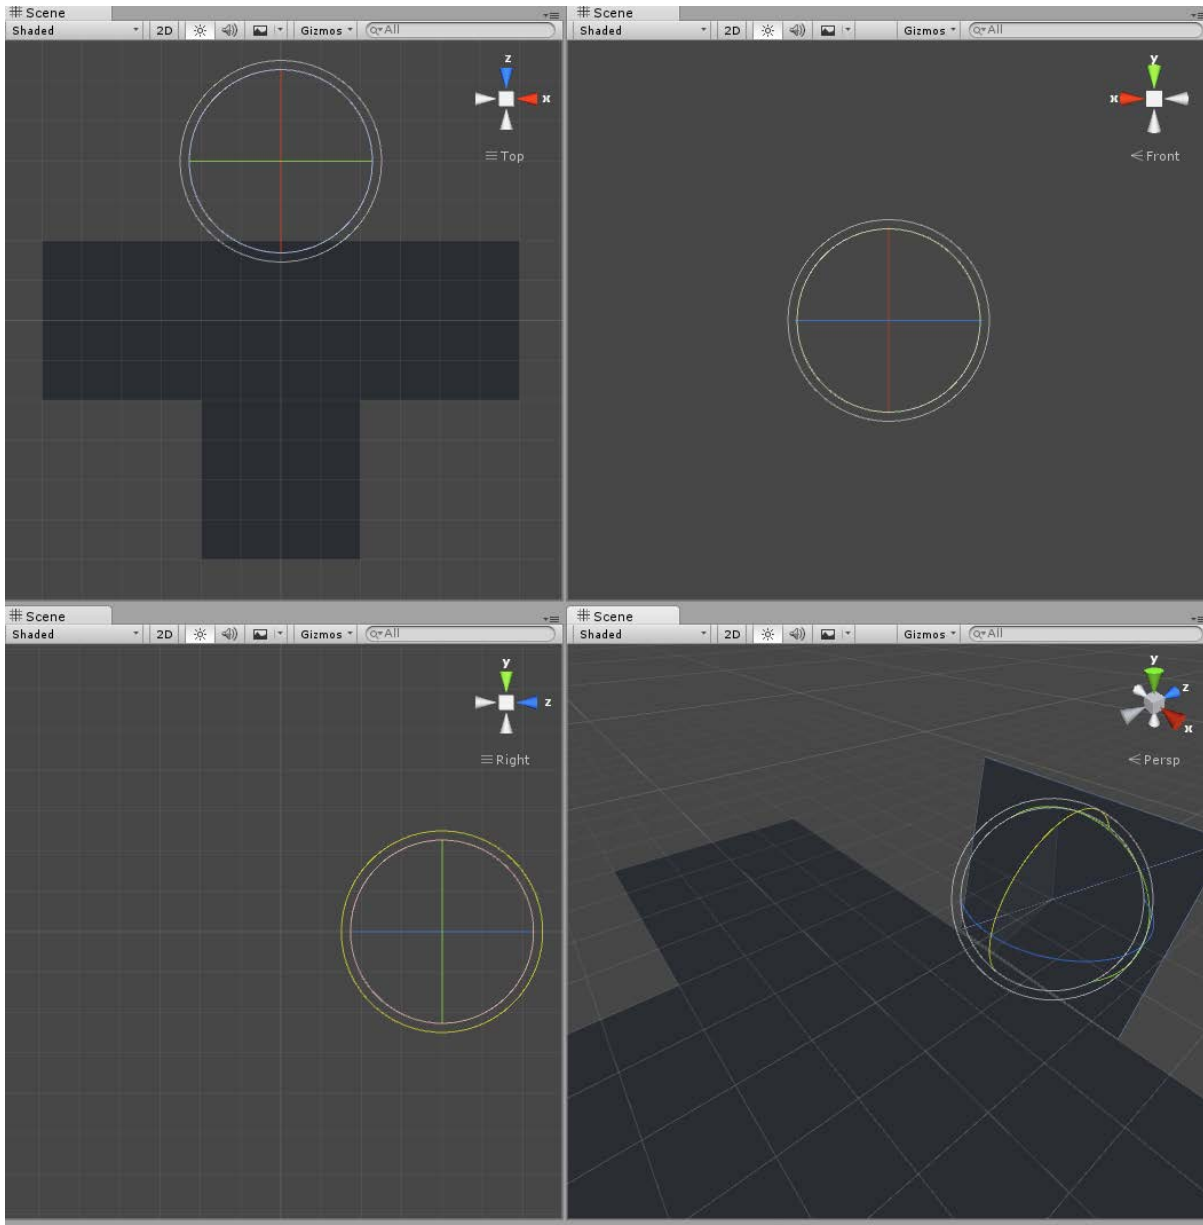 Scene
Shaded 2D Gizmos All
z
x
Top
Scene
Shaded 2D Gizmos All
y
x
Front
Scene
Shaded 2D Gizmos All
y
z
Right
Scene
Shaded 2D Gizmos All
y
z
x
Persp